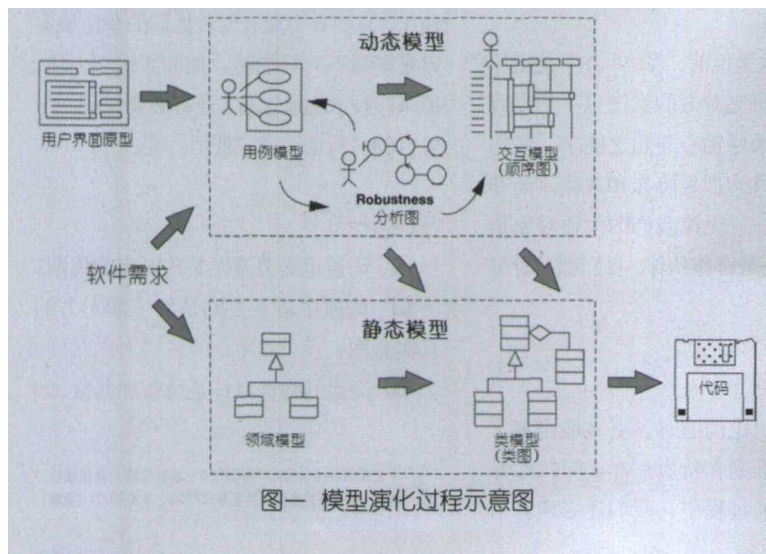 动态模型
用户界面原型
用例模型
交互模型
(顺序图)
Robustness
分析图
软件需求
静态模型
代码
领域模型
类模型
(类图)
图一 模型演化过程示意图